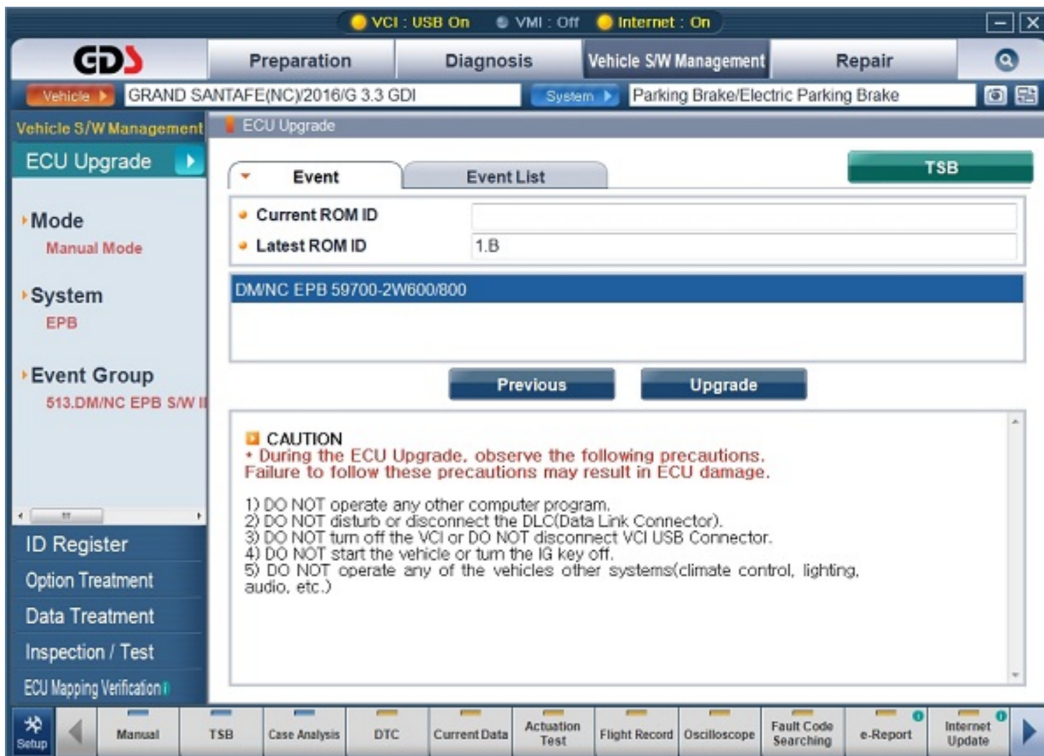 VCI : USB On VMI : Off Internet : On
GDS Preparation Diagnosis Vehicle S/W Management Repair
Vehicle GRAND SANTAFE(NC)/2016/G 3.3 GDI System Parking Brake/Electric Parking Brake
Vehicle S/W Management
ECU Upgrade
ECU Upgrade
TSB
Event Event List
Current ROM ID
Latest ROM ID 1.B
Mode
Manual Mode
DM/NC EPB 59700-2W600/800
System
EPB
Event Group
513.DM/NC EPB S/W
Previous Upgrade
CAUTION
• During the ECU Upgrade, observe the following precautions.
Failure to follow these precautions may result in ECU damage.
1) DO NOT operate any other computer program.
2) DO NOT disturb or disconnect the DLC(Data Link Connector).
3) DO NOT turn off the VCI or DO NOT disconnect VCI USB Connector.
4) DO NOT start the vehicle or turn the IG key off.
5) DO NOT operate any of the vehicles other systems(climate control, lighting,
audio, etc.)
ID Register
Option Treatment
Data Treatment
Inspection / Test
ECU Mapping Verification
Setup Manual TSB Case Analysis DTC Current Data Actuation Test Flight Record Oscilloscope Fault Code Searching e-Report Internet Update